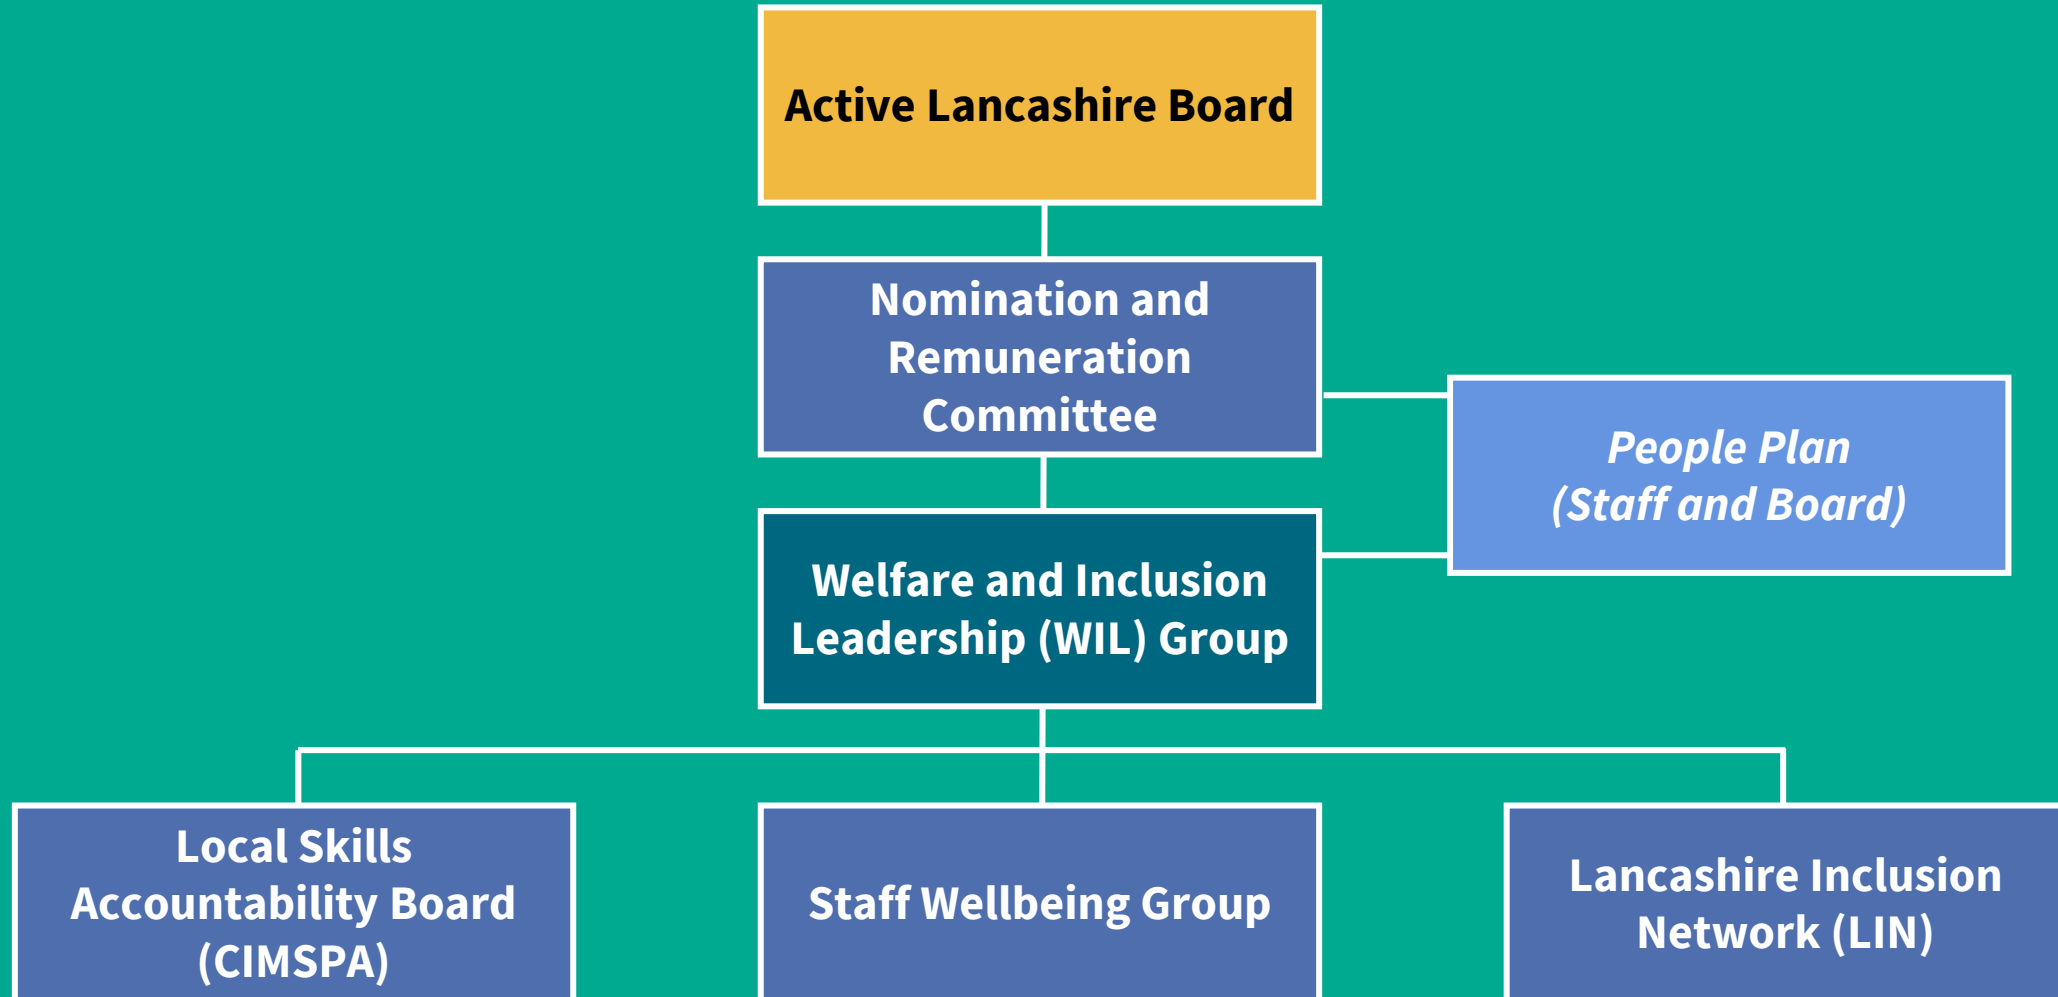 Active Lancashire Board
Nomination and
Remuneration
Committee
People Plan
(Staff and Board)
Welfare and Inclusion
Leadership (WIL) Group
Local Skills
Accountability Board
(CIMSPA)
Staff Wellbeing Group
Lancashire Inclusion
Network (LIN)